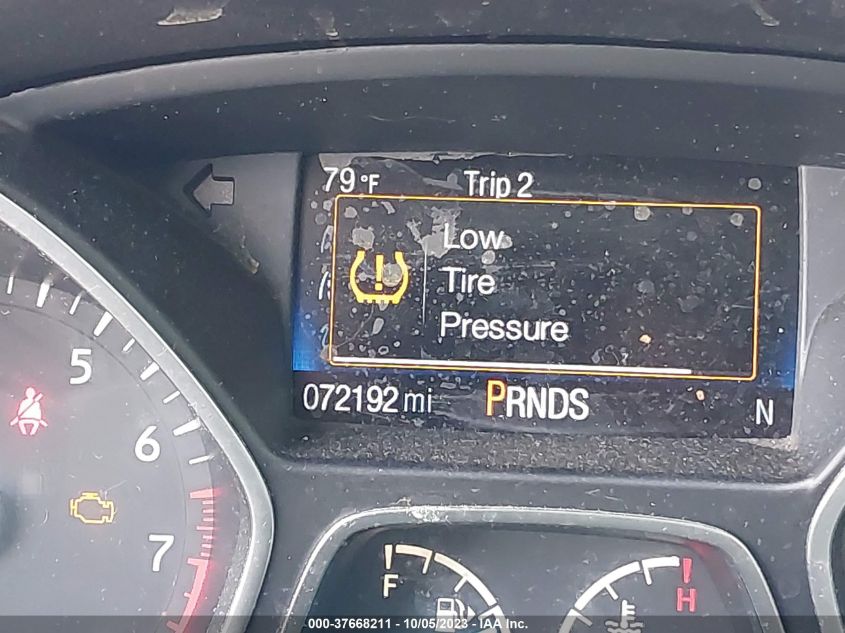 79 °F Trip 2
Low
Tire
Pressure
072192 mi PRNDS N
5
6
7
F
H
000-37668211 - 10/05/2023 - IAA Inc.